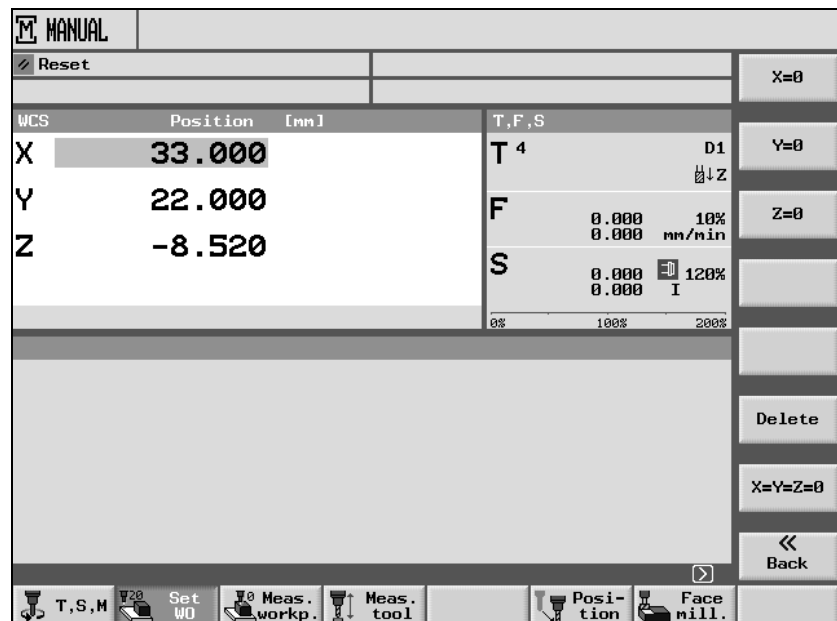 M MANUAL
Reset
WCS Position [mm]
X 33.000
Y 22.000
Z -8.520
T,F,S
T 4 D1
Z
F 0.000 10%
0.000 mm/min
S 0.000 120%
0.000 I
0% 100% 200%
X=0
Y=0
Z=0
Delete
X=Y=Z=0
«
Back
T,S,M
Set
WO
Meas.
workp.
Meas.
tool
Posi-
tion
Face
mill.